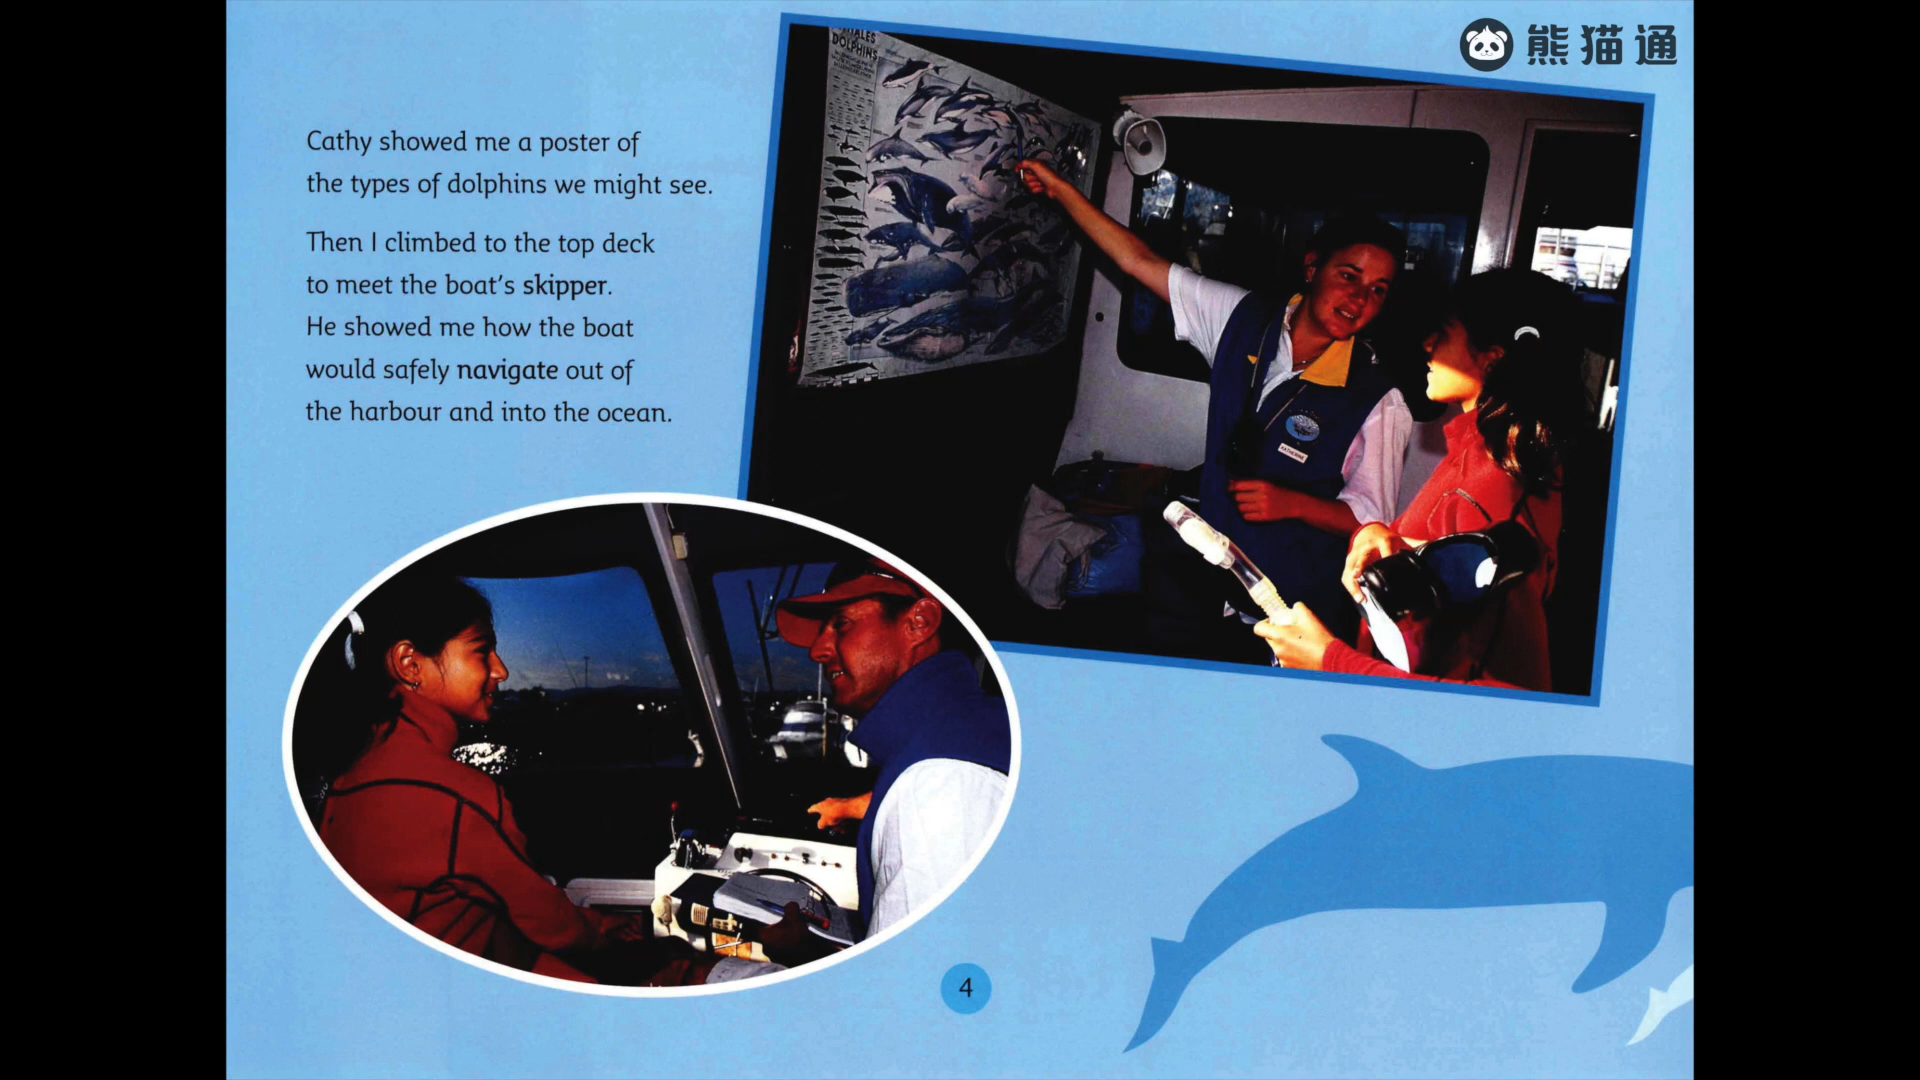 熊猫通
WHALES
DOLPHINS
Cathy showed me a poster of
the types of dolphins we might see.
Then I climbed to the top deck
to meet the boat's skipper.
He showed me how the boat
would safely navigate out of
the harbour and into the ocean.
KATHERINE
4